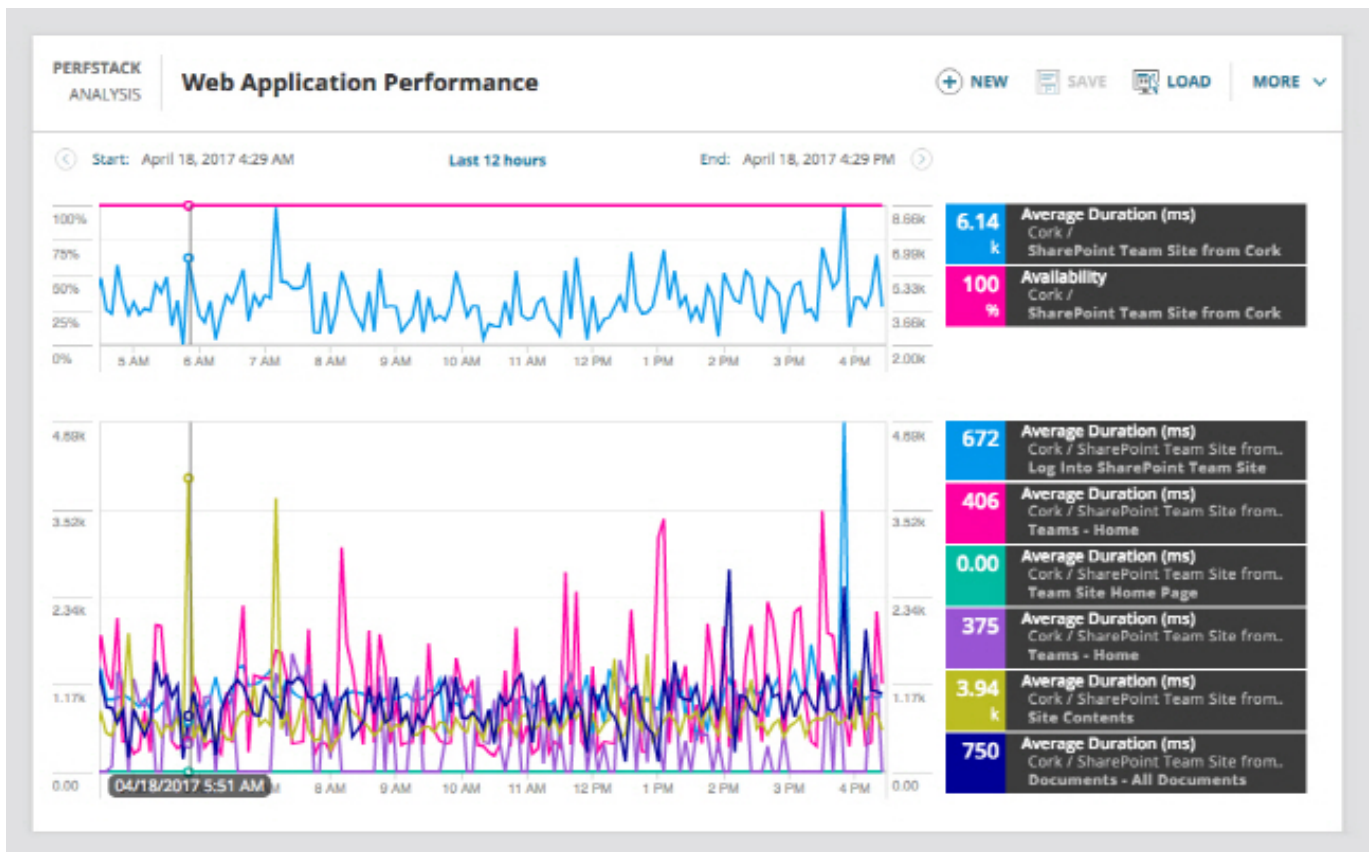 PERFSTACK
ANALYSIS
Web Application Performance
NEW
SAVE
LOAD
MORE
Start: April 18, 2017 4:29 AM
Last 12 hours
End: April 18, 2017 4:29 PM
100%
75%
50%
25%
0%
8.66k
6.99k
5.33k
3.66k
2.00k
5 AM 6 AM 7 AM 8 AM 9 AM 10 AM 11 AM 12 PM 1 PM 2 PM 3 PM 4 PM
6.14 k
Average Duration (ms)
Cork /
SharePoint Team Site from Cork
100 %
Availability
Cork /
SharePoint Team Site from Cork
4.69k
3.52k
2.34k
1.17k
0.00
4.69k
3.52k
2.34k
1.17k
0.00
04/18/2017 5:51 AM
M 8 AM 9 AM 10 AM 11 AM 12 PM 1 PM 2 PM 3 PM 4 PM
672
Average Duration (ms)
Cork / SharePoint Team Site from..
Log Into SharePoint Team Site
406
Average Duration (ms)
Cork / SharePoint Team Site from..
Teams - Home
0.00
Average Duration (ms)
Cork / SharePoint Team Site from..
Team Site Home Page
375
Average Duration (ms)
Cork / SharePoint Team Site from..
Teams - Home
3.94 k
Average Duration (ms)
Cork / SharePoint Team Site from..
Site Contents
750
Average Duration (ms)
Cork / SharePoint Team Site from..
Documents - All Documents